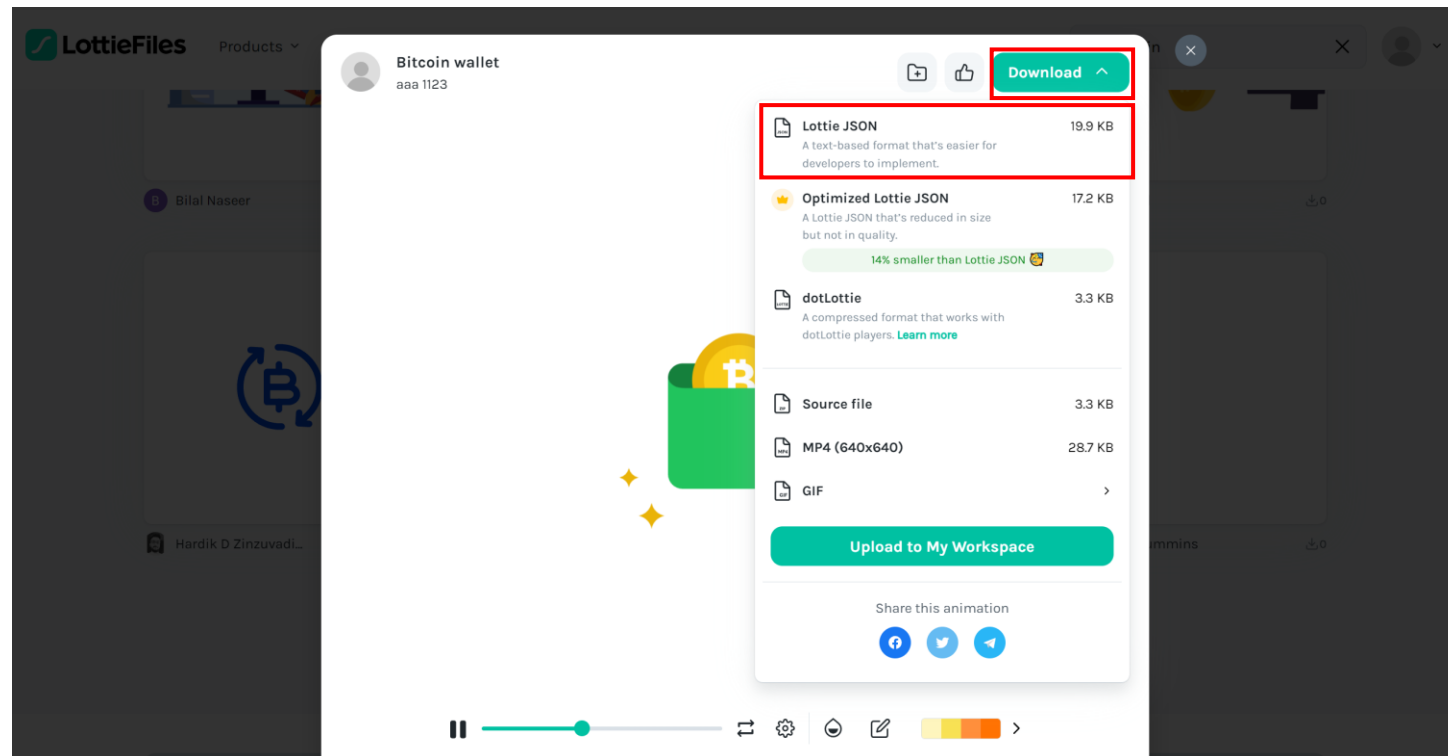 LottieFiles
Products
n
Bitcoin wallet
aaa 1123
Download
Lottie JSON
19.9 KB
A text-based format that's easier for
developers to implement.
Optimized Lottie JSON
17.2 KB
A Lottie JSON that's reduced in size
but not in quality.
14% smaller than Lottie JSON 🥰
dotLottie
3.3 KB
A compressed format that works with
dotLottie players. Learn more
Source file
3.3 KB
MP4 (640x640)
28.7 KB
GIF
Upload to My Workspace
Share this animation
B Bilal Naseer
0
Hardik D Zinzuvadi...
ummins
0